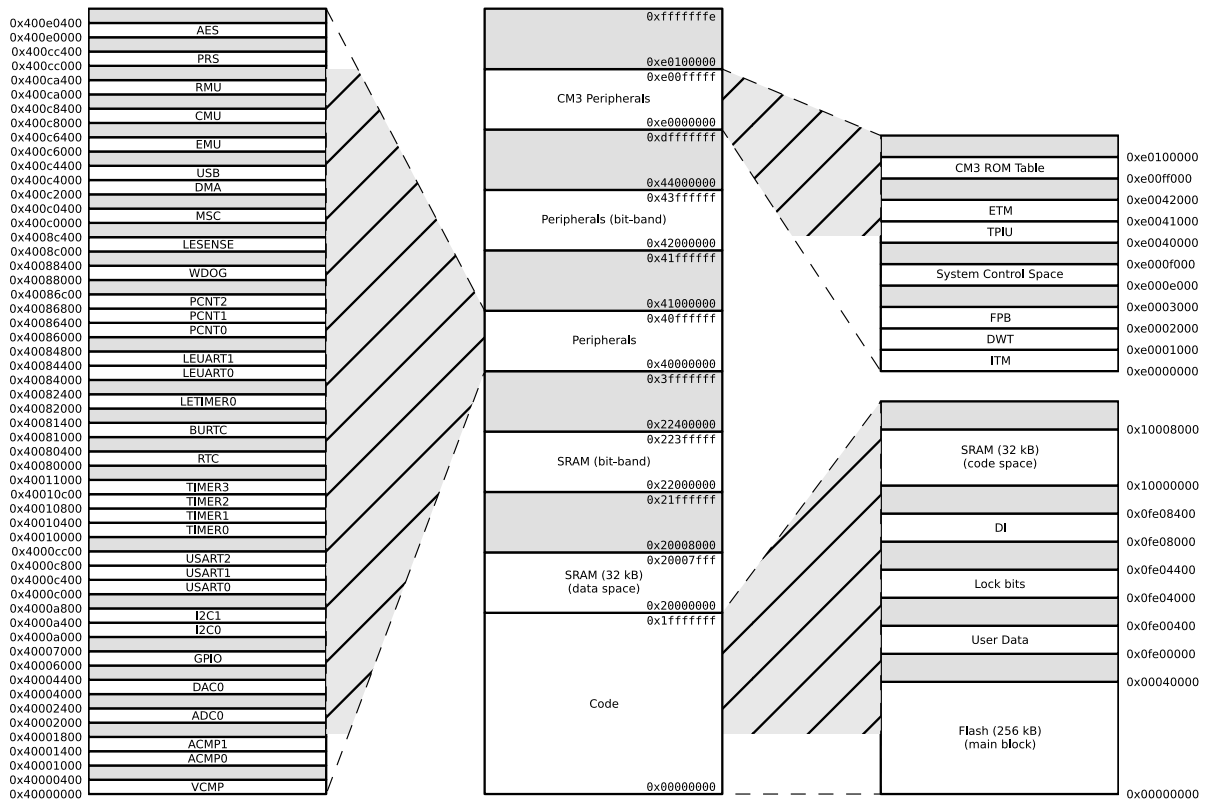 0x400e0400
AES
0x400e0000
0x400cc400
PRS
0x400cc000
0x400ca400
RMU
0x400ca000
0x400c8400
CMU
0x400c8000
0x400c6400
EMU
0x400c6000
0x400c4400
USB
0x400c4000
DMA
0x400c2000
0x400c0400
MSC
0x400c0000
0x4008c400
LESENSE
0x4008c000
0x40088400
WDOG
0x40088000
0x40086c00
PCNT2
0x40086800
PCNT1
0x40086400
PCNT0
0x40086000
0x40084800
LEUART1
0x40084400
LEUART0
0x40084000
0x40082400
LETIMER0
0x40082000
0x40081400
BURTC
0x40081000
0x40080400
RTC
0x40080000
0x40011000
TIMER3
0x40010c00
TIMER2
0x40010800
TIMER1
0x40010400
TIMER0
0x40010000
0x4000cc00
USART2
0x4000c800
USART1
0x4000c400
USART0
0x4000c000
0x4000a800
I2C1
0x4000a400
I2C0
0x4000a000
0x40007000
GPIO
0x40006000
0x40004400
DAC0
0x40004000
0x40002400
ADC0
0x40002000
0x40001800
ACMP1
0x40001400
ACMP0
0x40001000
0x40000400
VCMP
0x40000000
0xfffffffe
0xe0100000
0xe00fffff
CM3 Peripherals
0xe0000000
0xdfffffff
0x44000000
0x43ffffff
Peripherals (bit-band)
0x42000000
0x41ffffff
0x41000000
0x40ffffff
Peripherals
0x40000000
0x3fffffff
0x22400000
0x223fffff
SRAM (bit-band)
0x22000000
0x21ffffff
0x20008000
0x20007fff
SRAM (32 kB)
(data space)
0x20000000
0x1fffffff
Code
0x00000000
0xe0100000
CM3 ROM Table
0xe00ff000
0xe0042000
ETM
0xe0041000
TPIU
0xe0040000
0xe000f000
System Control Space
0xe000e000
0xe0003000
FPB
0xe0002000
DWT
0xe0001000
ITM
0xe0000000
0x10008000
SRAM (32 kB)
(code space)
0x10000000
0x0fe08400
DI
0x0fe08000
0x0fe04400
Lock bits
0x0fe04000
0x0fe00400
User Data
0x0fe00000
0x00040000
Flash (256 kB)
(main block)
0x00000000